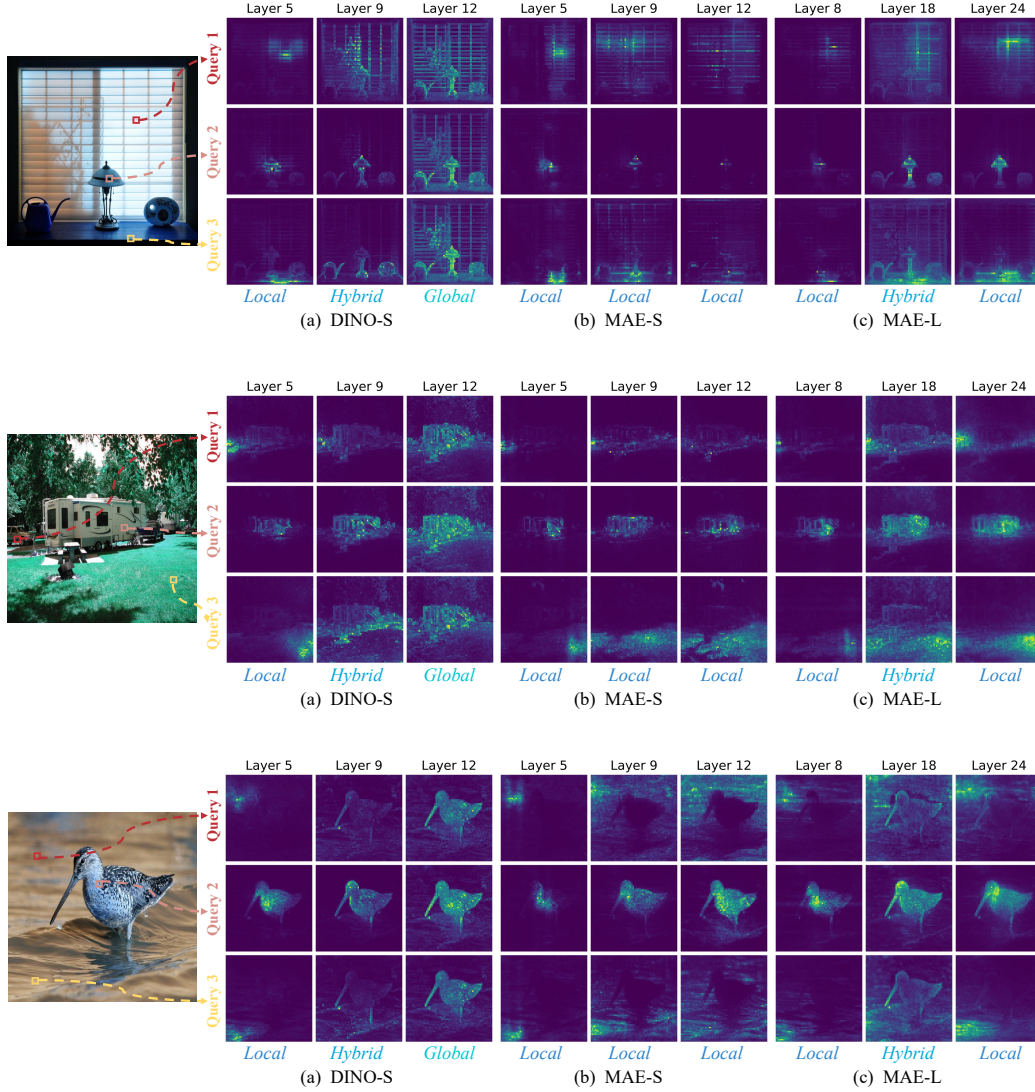 Layer 5 Layer 9 Layer 12 Layer 5 Layer 9 Layer 12 Layer 8 Layer 18 Layer 24
Query 1
Query 2
Query 3
Local Hybrid Global Local Local Local Local Hybrid Local
(a) DINO-S (b) MAE-S (c) MAE-L
Layer 5 Layer 9 Layer 12 Layer 5 Layer 9 Layer 12 Layer 8 Layer 18 Layer 24
Query 1
Query 2
Query 3
Local Hybrid Global Local Local Local Local Hybrid Local
(a) DINO-S (b) MAE-S (c) MAE-L
Layer 5 Layer 9 Layer 12 Layer 5 Layer 9 Layer 12 Layer 8 Layer 18 Layer 24
Query 1
Query 2
Query 3
Local Hybrid Global Local Local Local Local Hybrid Local
(a) DINO-S (b) MAE-S (c) MAE-L